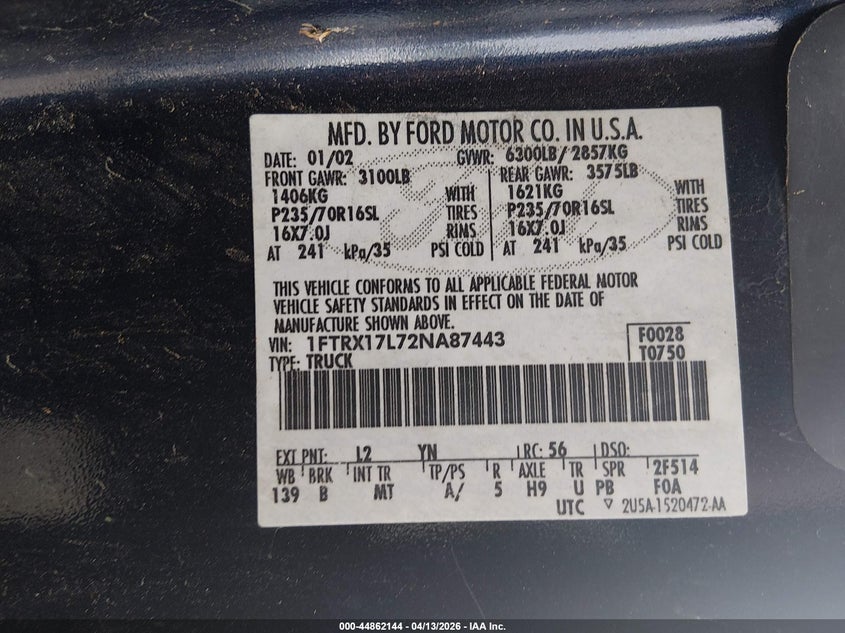 MFD. BY FORD MOTOR CO. IN U.S.A.
DATE: 01/02 GVWR: 6300LB/ 2857KG
FRONT GAWR: 3100LB REAR GAWR: 3575LB
1406KG WITH 1621KG WITH
P235/70R16SL TIRES P235/70R16SL TIRES
16X7.0J RIMS 16X7.0J RIMS
AT 241 kPa/35 PSI COLD AT 241 kPa/35 PSI COLD
THIS VEHICLE CONFORMS TO ALL APPLICABLE FEDERAL MOTOR
VEHICLE SAFETY STANDARDS IN EFFECT ON THE DATE OF
MANUFACTURE SHOWN ABOVE.
VIN: 1FTRX17L72NA87443 F0028
TYPE: TRUCK T0750
EXT PNT: L2 YN RC: 56 DSO:
WB BRK INT TR TP/PS R AXLE TR SPR 2F514
139 B MT A/ 5 H9 U PB F0A
UTC ▽ 2U5A-1520472-AA
000-44862144 - 04/13/2026 - IAA Inc.